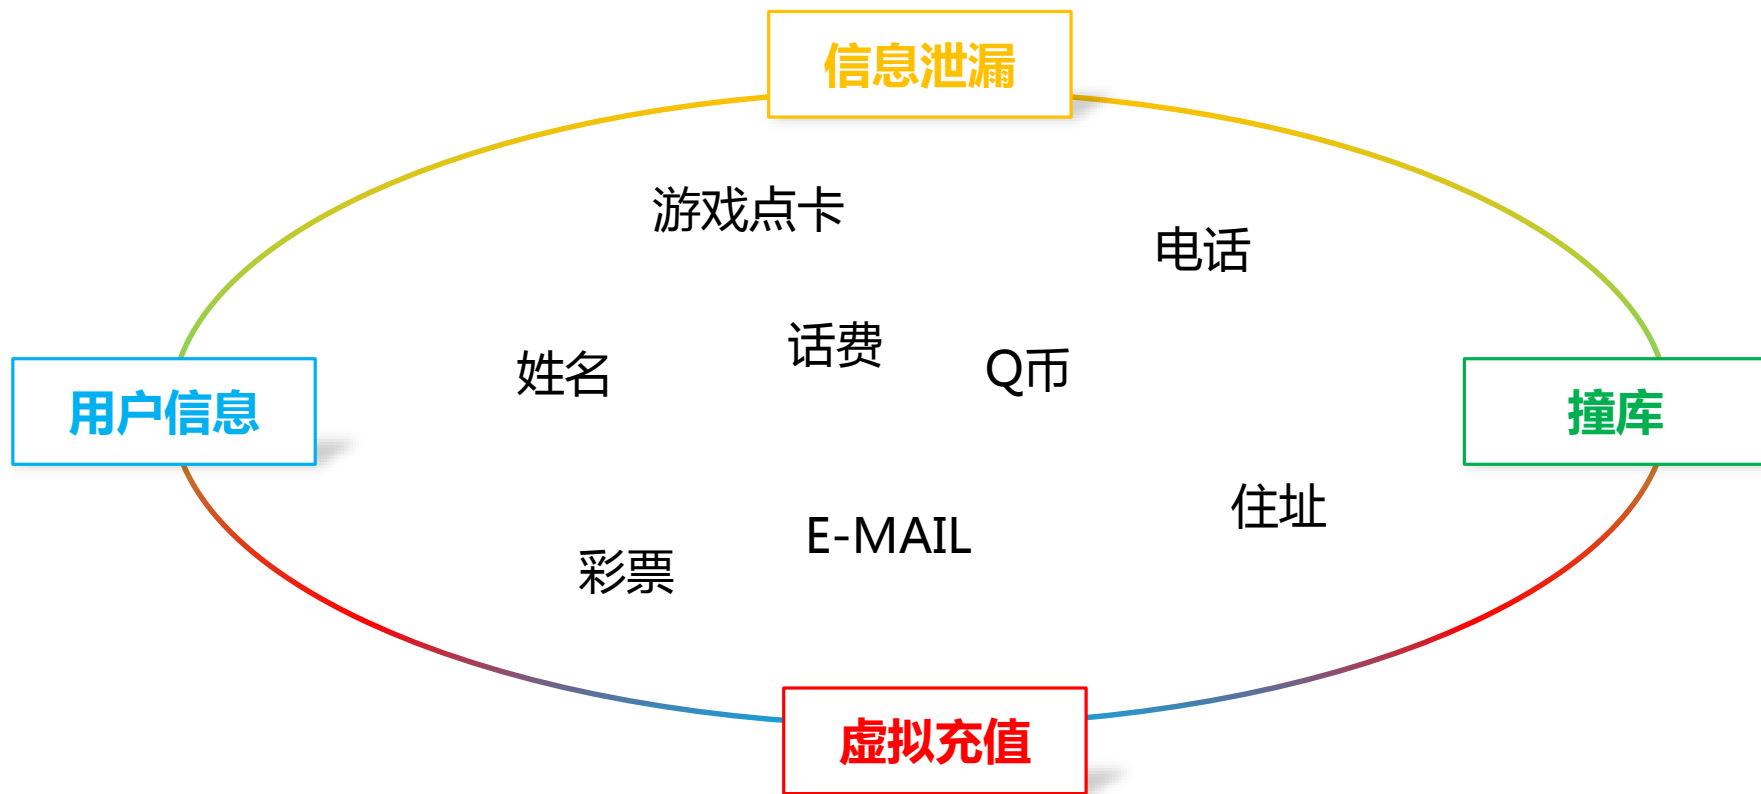 信息泄漏
游戏点卡
电话
话费
Q币
姓名
用户信息
撞库
住址
E-MAIL
彩票
虚拟充值